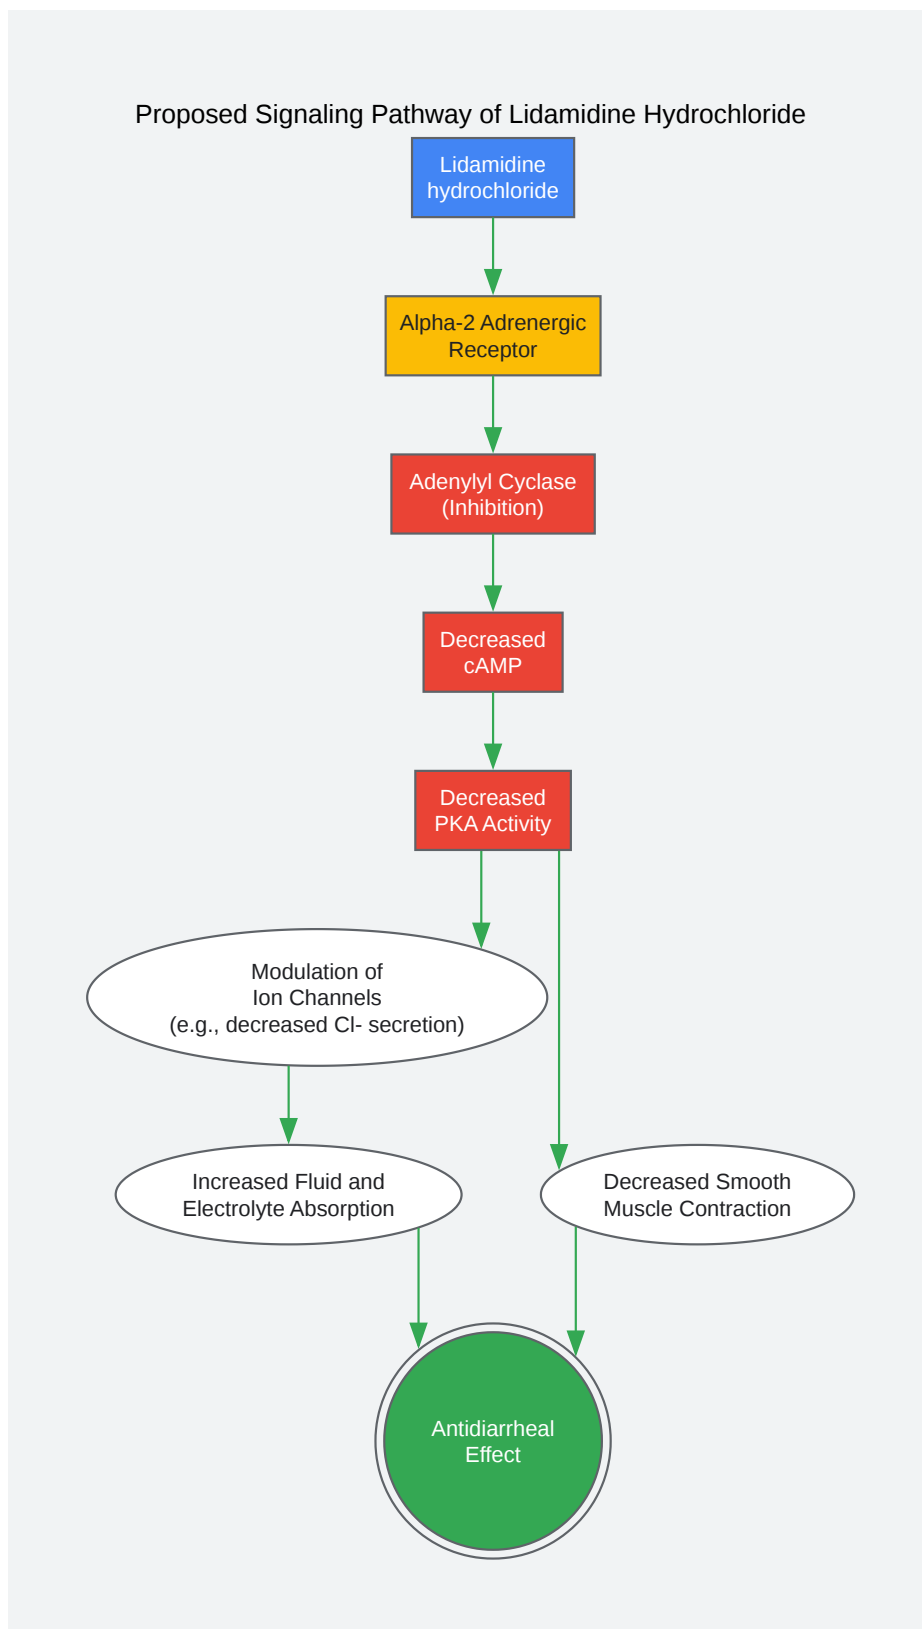 Proposed Signaling Pathway of Lidamidine Hydrochloride
Lidamidine
hydrochloride
Alpha-2 Adrenergic
Receptor
Adenylyl Cyclase
(Inhibition)
Decreased
cAMP
Decreased
PKA Activity
Modulation of
Ion Channels
(e.g., decreased Cl- secretion)
Increased Fluid and
Electrolyte Absorption
Decreased Smooth
Muscle Contraction
Antidiarrheal
Effect